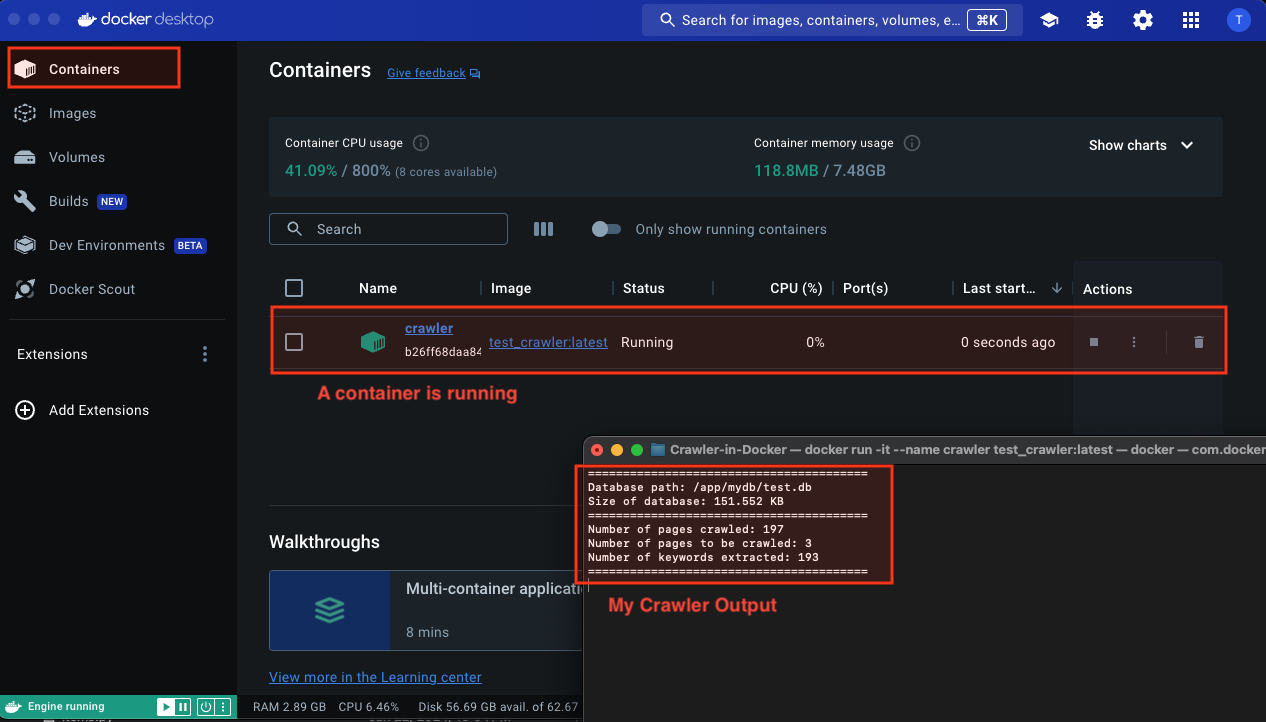 docker desktop
Search for images, containers, volumes, e... ⌘K
T
Containers
Images
Volumes
Builds NEW
Dev Environments BETA
Docker Scout
Extensions
Add Extensions
Containers Give feedback
Container CPU usage
41.09% / 800% (8 cores available)
Container memory usage
118.8MB / 7.48GB
Show charts
Search
Only show running containers
Name Image Status CPU (%) Port(s) Last start... Actions
crawler
b26ff68daa84
test_crawler:latest Running 0% 0 seconds ago
A container is running
Crawler-in-Docker — docker run -it --name crawler test_crawler:latest — docker — com.docker
========================================
Database path: /app/mydb/test.db
Size of database: 151.552 KB
========================================
Number of pages crawled: 197
Number of pages to be crawled: 3
Number of keywords extracted: 193
========================================
My Crawler Output
Walkthroughs
Multi-container applicati
8 mins
View more in the Learning center
Engine running
RAM 2.89 GB CPU 6.46% Disk 56.69 GB avail. of 62.67